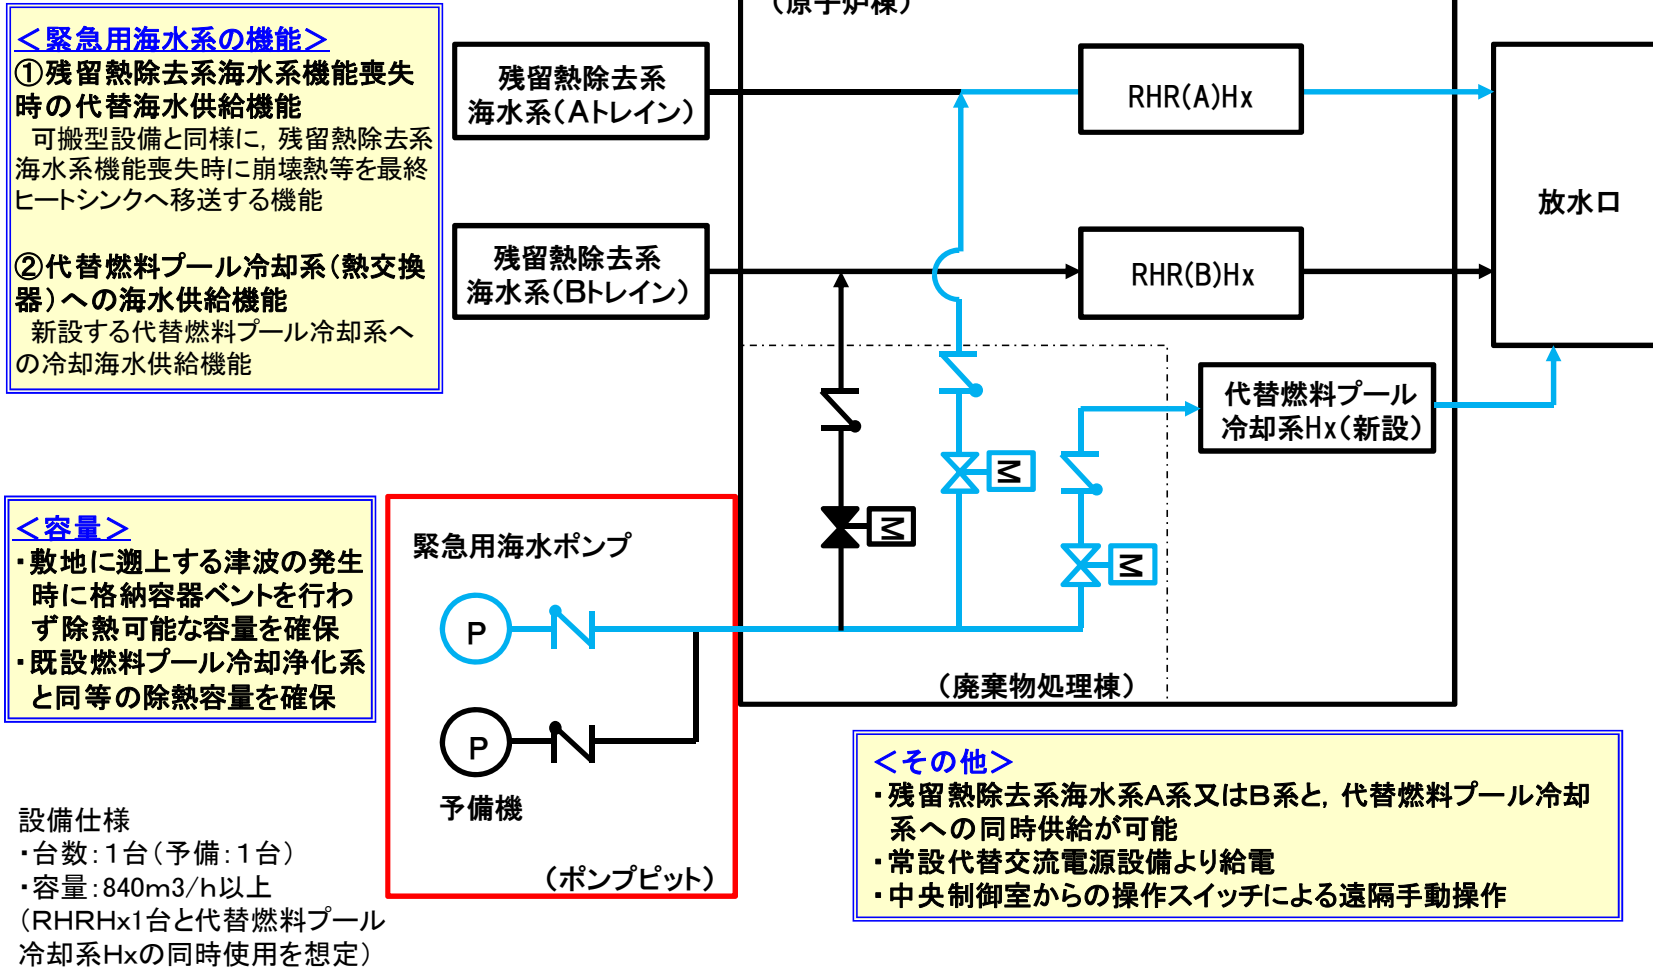 (原子炉棟)
＜緊急用海水系の機能＞
①残留熱除去系海水系機能喪失
時の代替海水供給機能
可搬型設備と同様に，残留熱除去系
海水系機能喪失時に崩壊熱等を最終
ヒートシンクへ移送する機能
②代替燃料プール冷却系（熱交換
器）への海水供給機能
新設する代替燃料プール冷却系へ
の冷却海水供給機能
残留熱除去系
海水系(Aトレイン)
RHR(A)Hx
残留熱除去系
海水系(Bトレイン)
RHR(B)Hx
放水口
代替燃料プール
冷却系Hx(新設)
M
M
M
＜容量＞
・敷地に遡上する津波の発生
時に格納容器ベントを行わ
ず除熱可能な容量を確保
・既設燃料プール冷却浄化系
と同等の除熱容量を確保
緊急用海水ポンプ
P
P
予備機
(ポンプピット)
(廃棄物処理棟)
＜その他＞
・残留熱除去系海水系A系又はB系と，代替燃料プール冷却
系への同時供給が可能
・常設代替交流電源設備より給電
・中央制御室からの操作スイッチによる遠隔手動操作
設備仕様
・台数：1台（予備：1台）
・容量：840m3/h以上
（RHRHx1台と代替燃料プール
冷却系Hxの同時使用を想定）